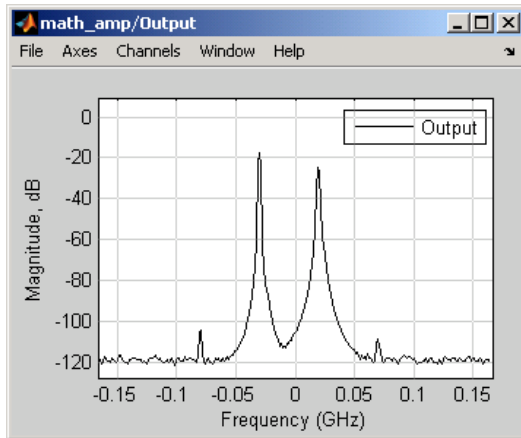 math_amp/Output
File Axes Channels Window Help
Output
Magnitude, dB
0
-20
-40
-60
-80
-100
-120
-0.15 -0.1 -0.05 0 0.05 0.1 0.15
Frequency (GHz)